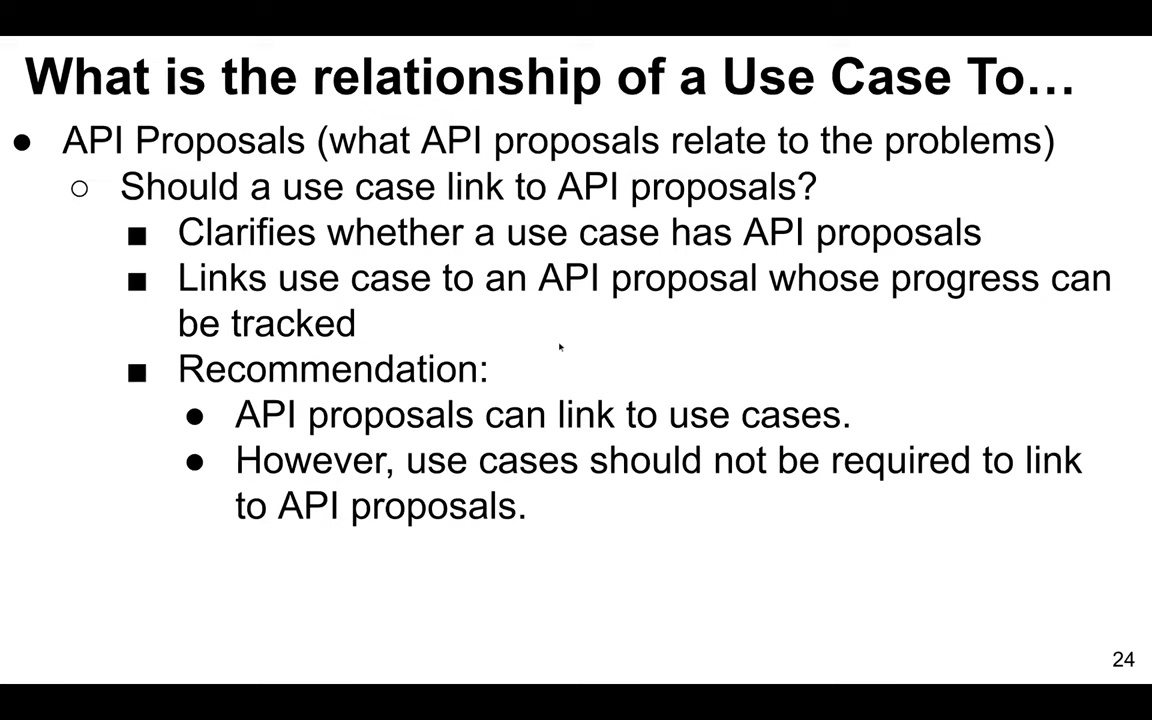 What is the relationship of a Use Case To…
● API Proposals (what API proposals relate to the problems)
○ Should a use case link to API proposals?
■ Clarifies whether a use case has API proposals
■ Links use case to an API proposal whose progress can
be tracked
■ Recommendation:
● API proposals can link to use cases.
● However, use cases should not be required to link
to API proposals.
24